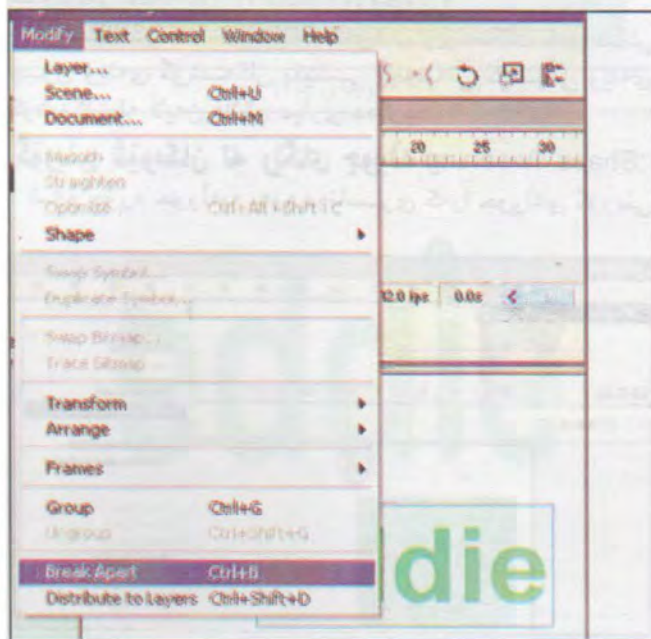 Modify Text Control Window Help
Layer...
Scene... Ctrl+U
Document... Ctrl+M
Smooth
Straighten
Optimize... Ctrl+Alt+Shift+C
Shape
Swap Symbol...
Duplicate Symbol...
Swap Bitmap...
Trace Bitmap...
Transform
Arrange
Frames
Group Ctrl+G
Ungroup Ctrl+Shift+G
Break Apart Ctrl+B
Distribute to Layers Ctrl+Shift+D
20 25 30
12.0 fps 0.0s
die